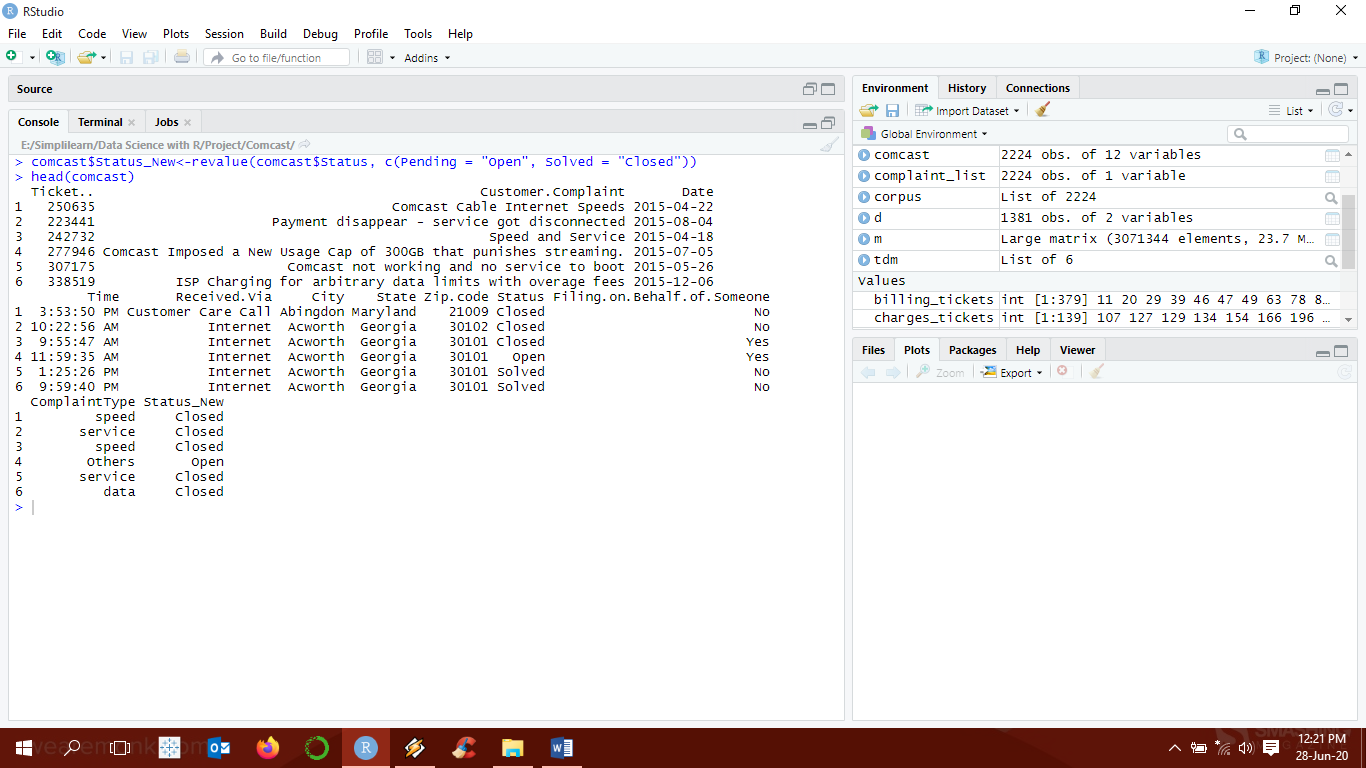 RStudio
File Edit Code View Plots Session Build Debug Profile Tools Help
Go to file/function Addins Project: (None)
Source
Console Terminal Jobs
E:/Simplilearn/Data Science with R/Project/Comcast/
> comcast$Status_New<-revalue(comcast$Status, c(Pending = "Open", Solved = "Closed"))
> head(comcast)
Ticket.. Customer.Complaint Date
1 250635 Comcast Cable Internet Speeds 2015-04-22
2 223441 Payment disappear - service got disconnected 2015-08-04
3 242732 Speed and Service 2015-04-18
4 277946 Comcast Imposed a New Usage Cap of 300GB that punishes streaming. 2015-07-05
5 307175 Comcast not working and no service to boot 2015-05-26
6 338519 ISP Charging for arbitrary data limits with overage fees 2015-12-06
Time Received.Via City State Zip.code Status Filing.on.Behalf.of.Someone
1 3:53:50 PM Customer Care Call Abingdon Maryland 21009 Closed No
2 10:22:56 AM Internet Acworth Georgia 30102 Closed No
3 9:55:47 AM Internet Acworth Georgia 30101 Closed Yes
4 11:59:35 AM Internet Acworth Georgia 30101 Open Yes
5 1:25:26 PM Internet Acworth Georgia 30101 Solved No
6 9:59:40 PM Internet Acworth Georgia 30101 Solved No
ComplaintType Status_New
1 speed Closed
2 service Closed
3 speed Closed
4 Others Open
5 service Closed
6 data Closed
>
Environment History Connections
Import Dataset List
Global Environment
comcast 2224 obs. of 12 variables
complaint_list 2224 obs. of 1 variable
corpus List of 2224
d 1381 obs. of 2 variables
m Large matrix (3071344 elements, 23.7 M…
tdm List of 6
Values
billing_tickets int [1:379] 11 20 29 39 46 47 49 63 78 8…
charges_tickets int [1:139] 107 127 129 134 154 166 196 …
Files Plots Packages Help Viewer
Zoom Export
12:21 PM
28-Jun-20